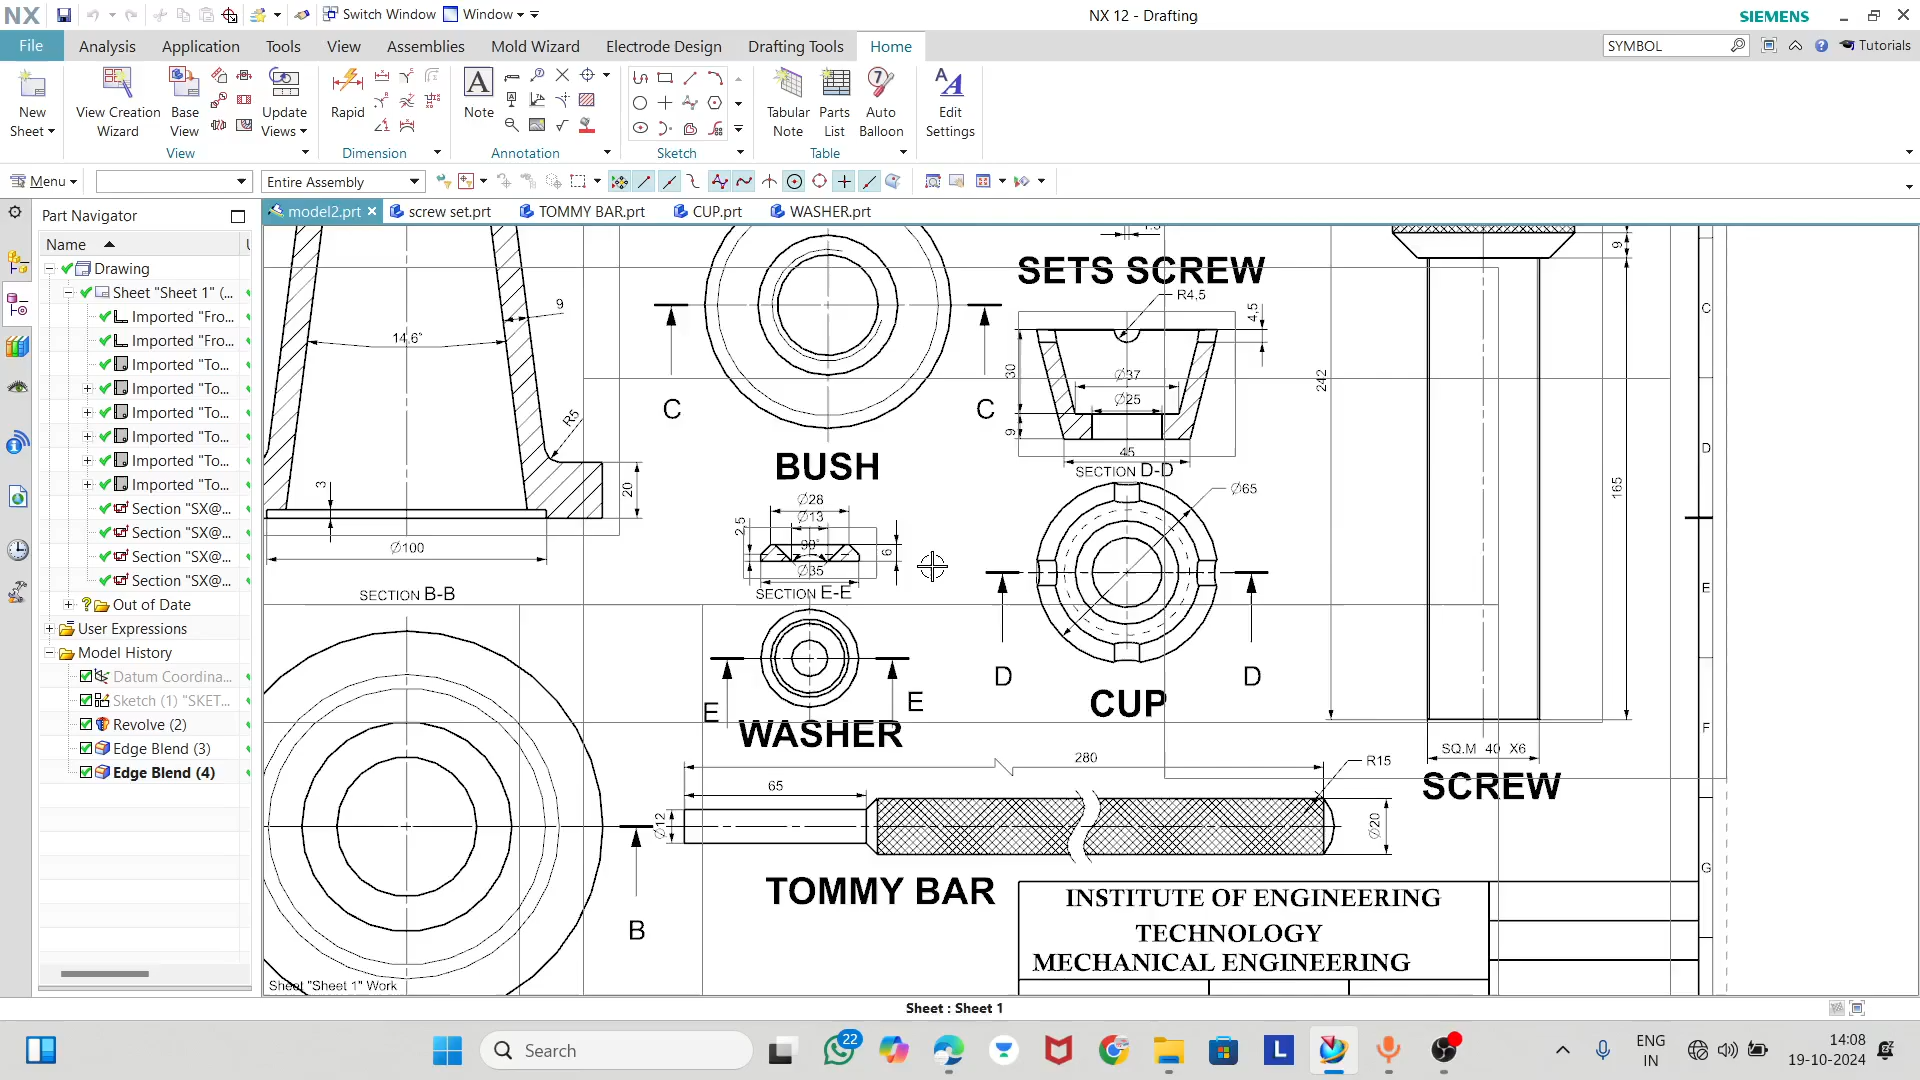 NX
Switch Window
Window
NX 12 - Drafting
SIEMENS
File
Analysis
Application
Tools
View
Assemblies
Mold Wizard
Electrode Design
Drafting Tools
Home
SYMBOL
Tutorials
New
Sheet
View Creation
Wizard
Base
View
Update
Views
Rapid
A
Note
Tabular
Note
Parts
List
Auto
Balloon
Edit
Settings
View
Dimension
Annotation
Sketch
Table
Menu
Entire Assembly
model2.prt
screw set.prt
TOMMY BAR.prt
CUP.prt
WASHER.prt
Part Navigator
Name
Drawing
Sheet "Sheet 1" (...
Imported "Fro...
Imported "Fro...
Imported "To...
Imported "To...
Imported "To...
Imported "To...
Imported "To...
Imported "To...
Section "SX@...
Section "SX@...
Section "SX@...
Section "SX@...
Out of Date
User Expressions
Model History
Datum Coordina...
Sketch (1) "SKET...
Revolve (2)
Edge Blend (3)
Edge Blend (4)
9
14,6°
R5
3
20
Ø100
SECTION B-B
B
Sheet "Sheet 1" Work
C
C
BUSH
Ø28
Ø13
2,5
90°
6
Ø35
SECTION E-E
E
E
WASHER
SETS SCREW
R4,5
4,5
30
Ø37
Ø25
9
45
SECTION D-D
Ø65
D
D
CUP
9
242
165
SQ.M 40 X6
SCREW
280
R15
65
Ø12
Ø20
TOMMY BAR
C
D
E
F
G
INSTITUTE OF ENGINEERING
TECHNOLOGY
MECHANICAL ENGINEERING
Sheet : Sheet 1
Search
22
L
ENG
IN
14:08
19-10-2024